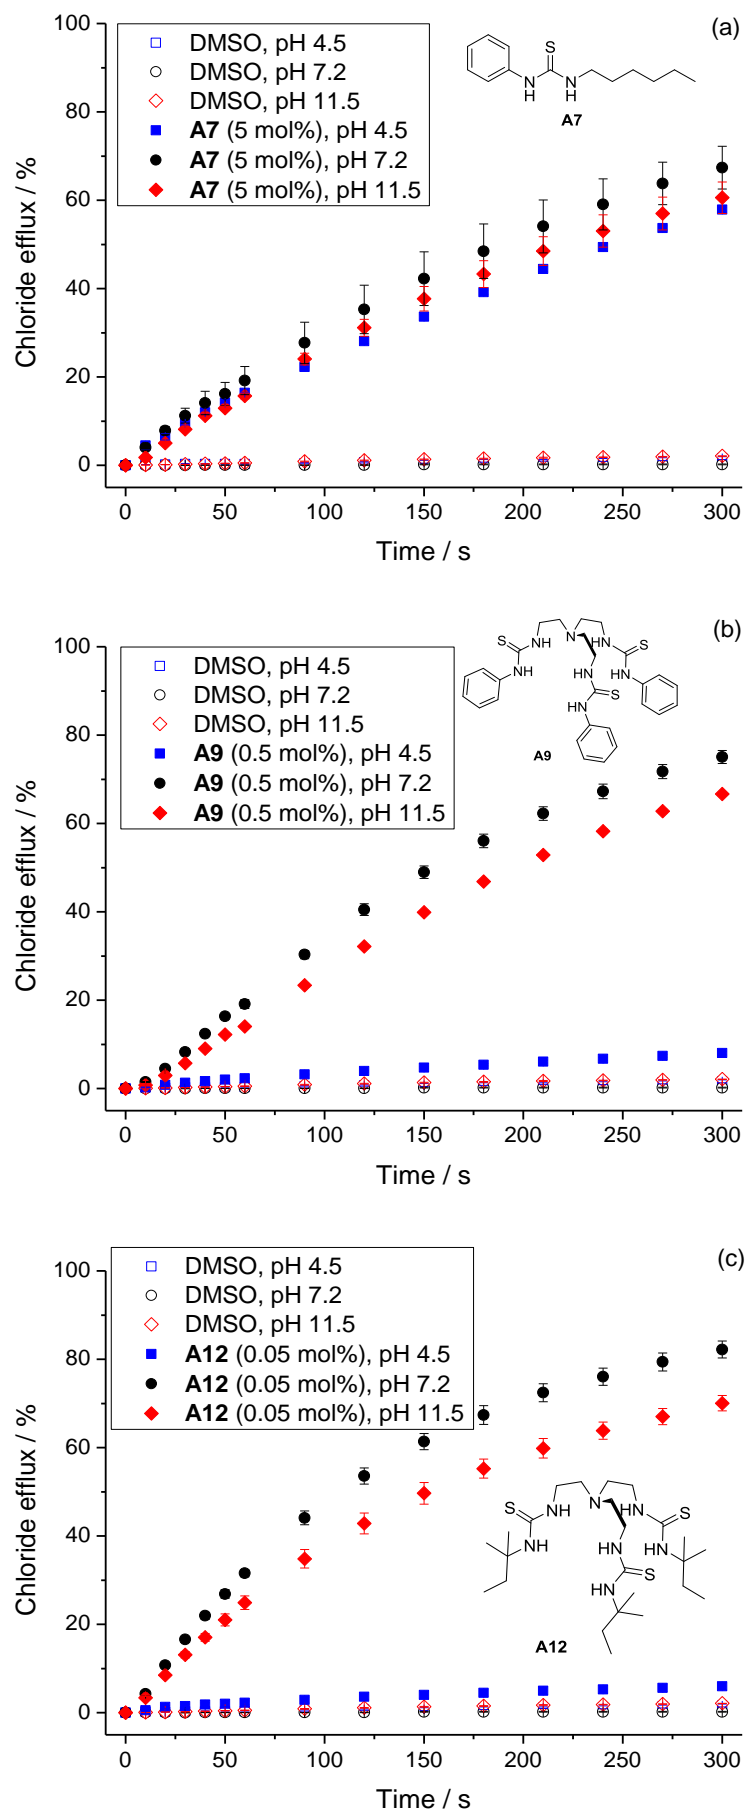 (a)
100
80
60
40
20
0
Chloride efflux / %
DMSO, pH 4.5
DMSO, pH 7.2
DMSO, pH 11.5
A7 (5 mol%), pH 4.5
A7 (5 mol%), pH 7.2
A7 (5 mol%), pH 11.5
S
N
H
N
H
A7
0 50 100 150 200 250 300
Time / s
(b)
100
80
60
40
20
0
Chloride efflux / %
DMSO, pH 4.5
DMSO, pH 7.2
DMSO, pH 11.5
A9 (0.5 mol%), pH 4.5
A9 (0.5 mol%), pH 7.2
A9 (0.5 mol%), pH 11.5
S NH N HN S
NH HN HN
S
HN
A9
0 50 100 150 200 250 300
Time / s
(c)
100
80
60
40
20
0
Chloride efflux / %
DMSO, pH 4.5
DMSO, pH 7.2
DMSO, pH 11.5
A12 (0.05 mol%), pH 4.5
A12 (0.05 mol%), pH 7.2
A12 (0.05 mol%), pH 11.5
S NH N HN S
HN NH HN HN
S
HN
A12
0 50 100 150 200 250 300
Time / s